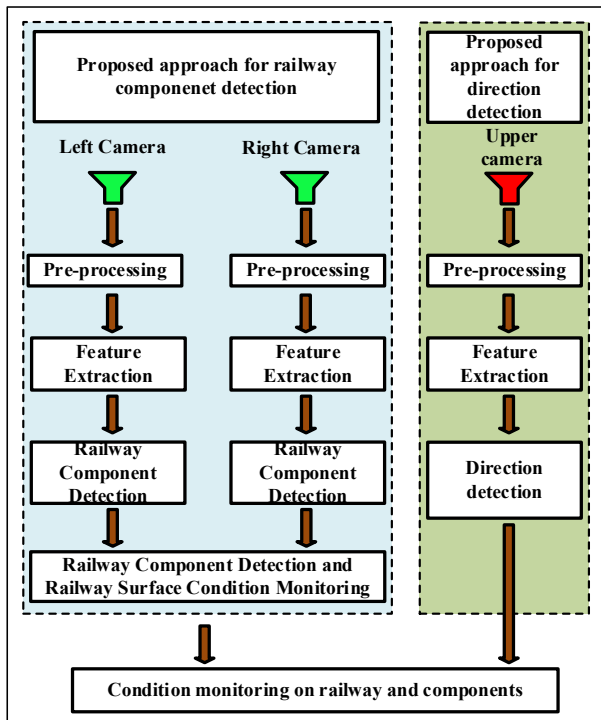 Proposed approach for railway
componenet detection
Left Camera
Right Camera
Pre-processing
Pre-processing
Feature
Extraction
Feature
Extraction
Railway
Component
Detection
Railway
Component
Detection
Railway Component Detection and
Railway Surface Condition Monitoring
Proposed
approach for
direction
detection
Upper
camera
Pre-processing
Feature
Extraction
Direction
detection
Condition monitoring on railway and components